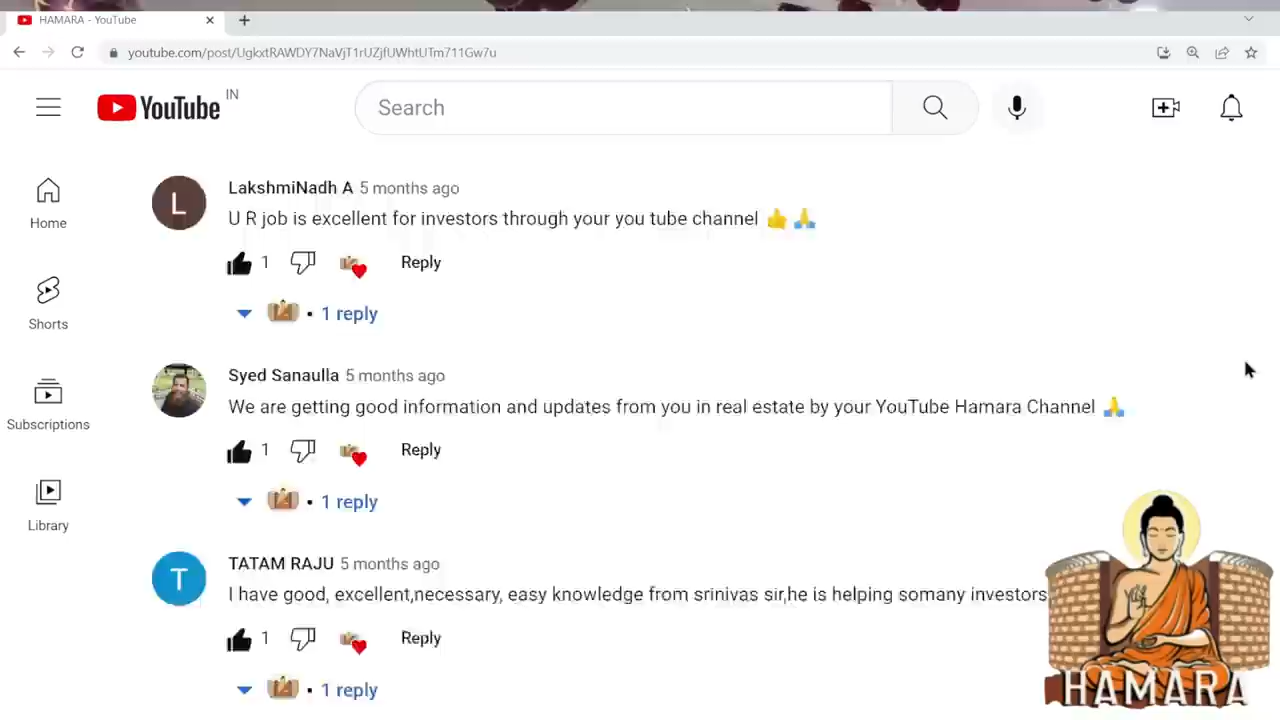 HAMARA - YouTube
youtube.com/post/UgkxtRAWDY7NaVjT1rUZjfUWhtUTm711Gw7u
YouTube IN
Search
Home
Shorts
Subscriptions
Library
L
LakshmiNadh A 5 months ago
U R job is excellent for investors through your you tube channel 👍 🙏
1 Reply
• 1 reply
Syed Sanaulla 5 months ago
We are getting good information and updates from you in real estate by your YouTube Hamara Channel 🙏
1 Reply
• 1 reply
T
TATAM RAJU 5 months ago
I have good, excellent,necessary, easy knowledge from srinivas sir,he is helping somany investors
1 Reply
• 1 reply
HAMARA